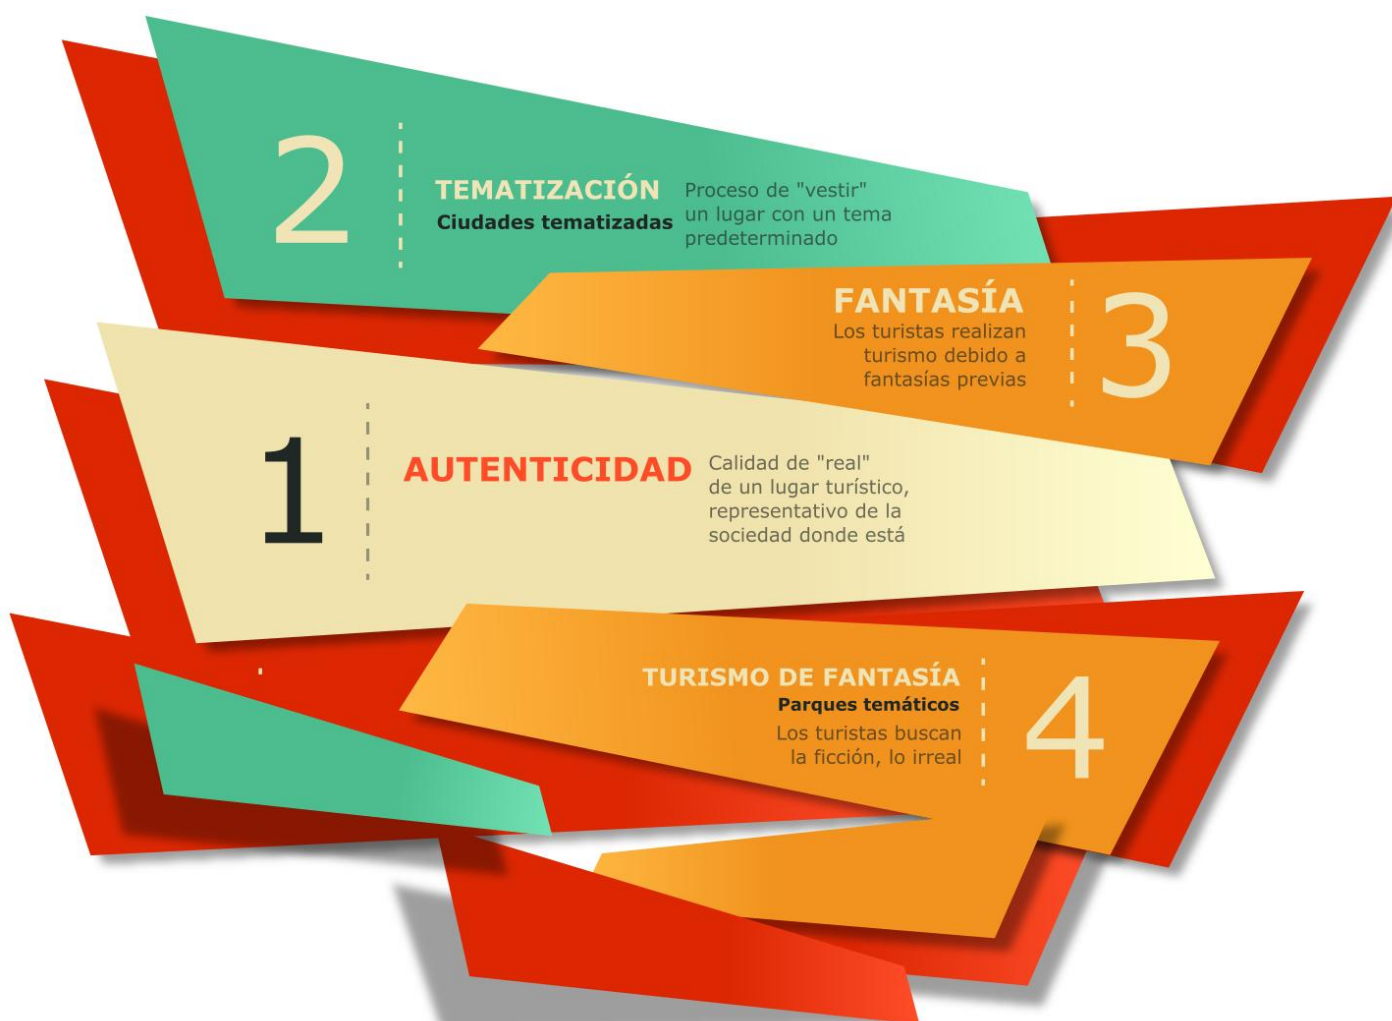 2
TEMATIZACIÓN
Ciudades tematizadas
Proceso de "vestir"
un lugar con un tema
predeterminado
FANTASÍA
Los turistas realizan
turismo debido a
fantasías previas
3
1
AUTENTICIDAD
Calidad de "real"
de un lugar turístico,
representativo de la
sociedad donde está
TURISMO DE FANTASÍA
Parques temáticos
Los turistas buscan
la ficción, lo irreal
4